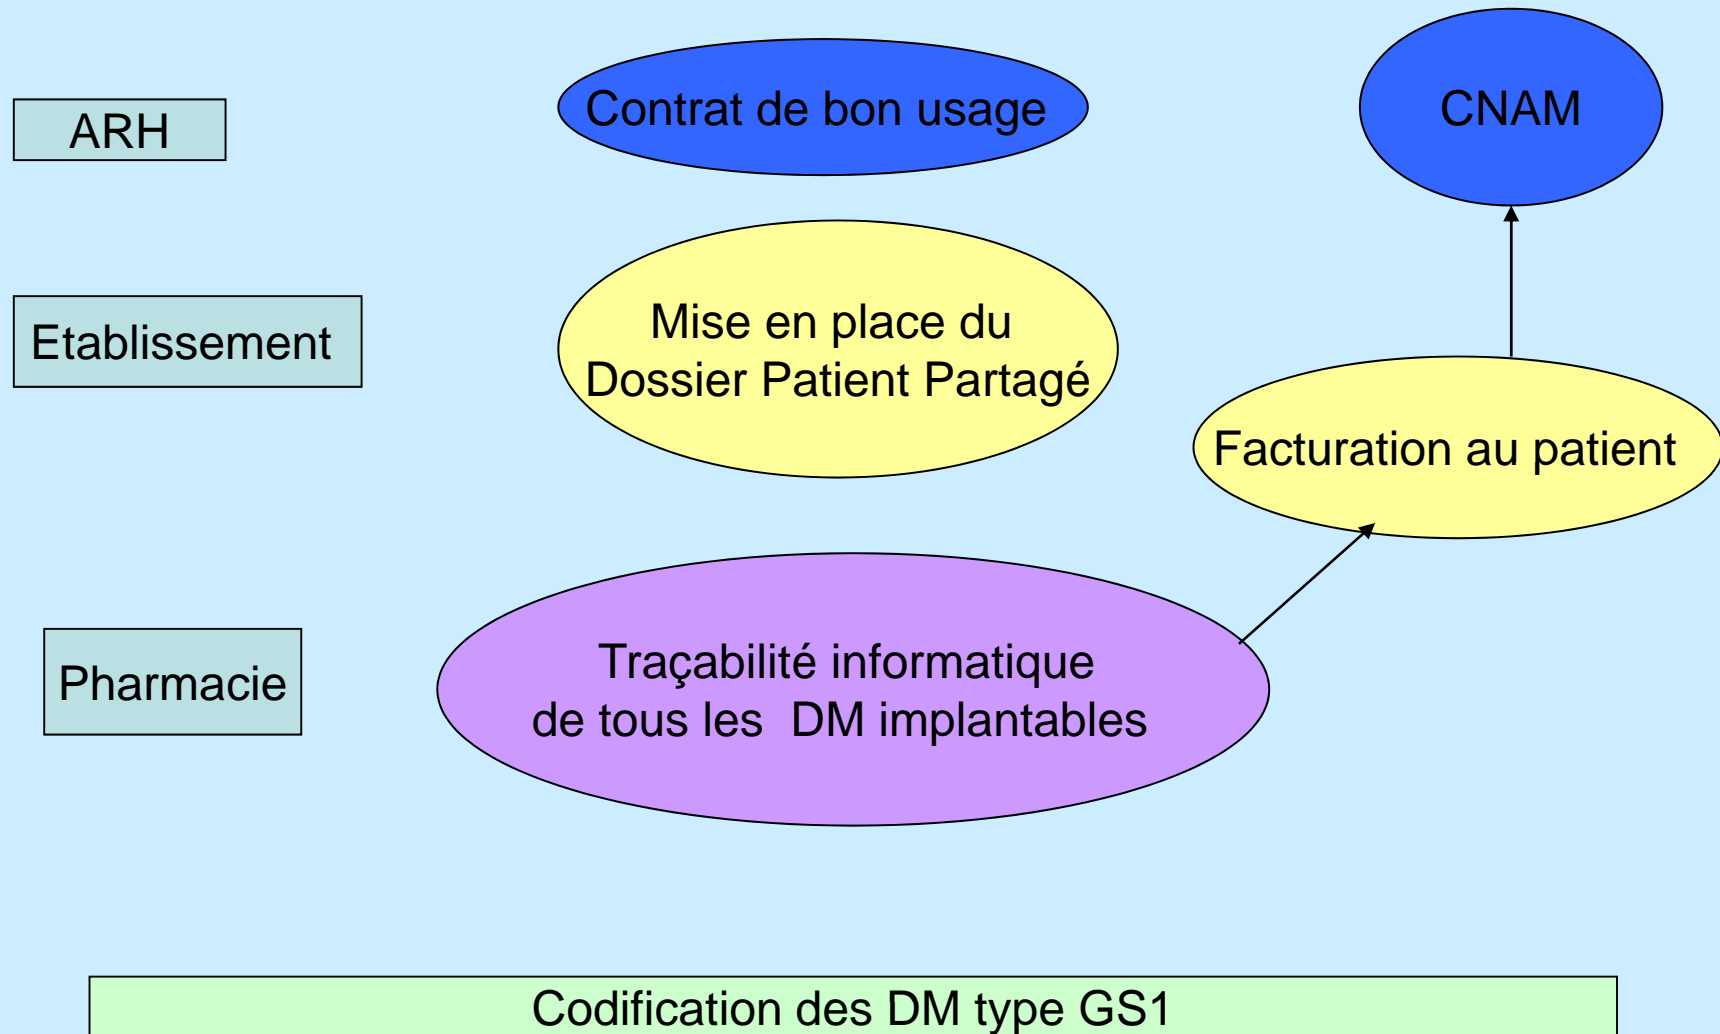 ARH
Contrat de bon usage
CNAM
Etablissement
Mise en place du
Dossier Patient Partagé
Facturation au patient
Pharmacie
Traçabilité informatique
de tous les  DM implantables
Codification des DM type GS1